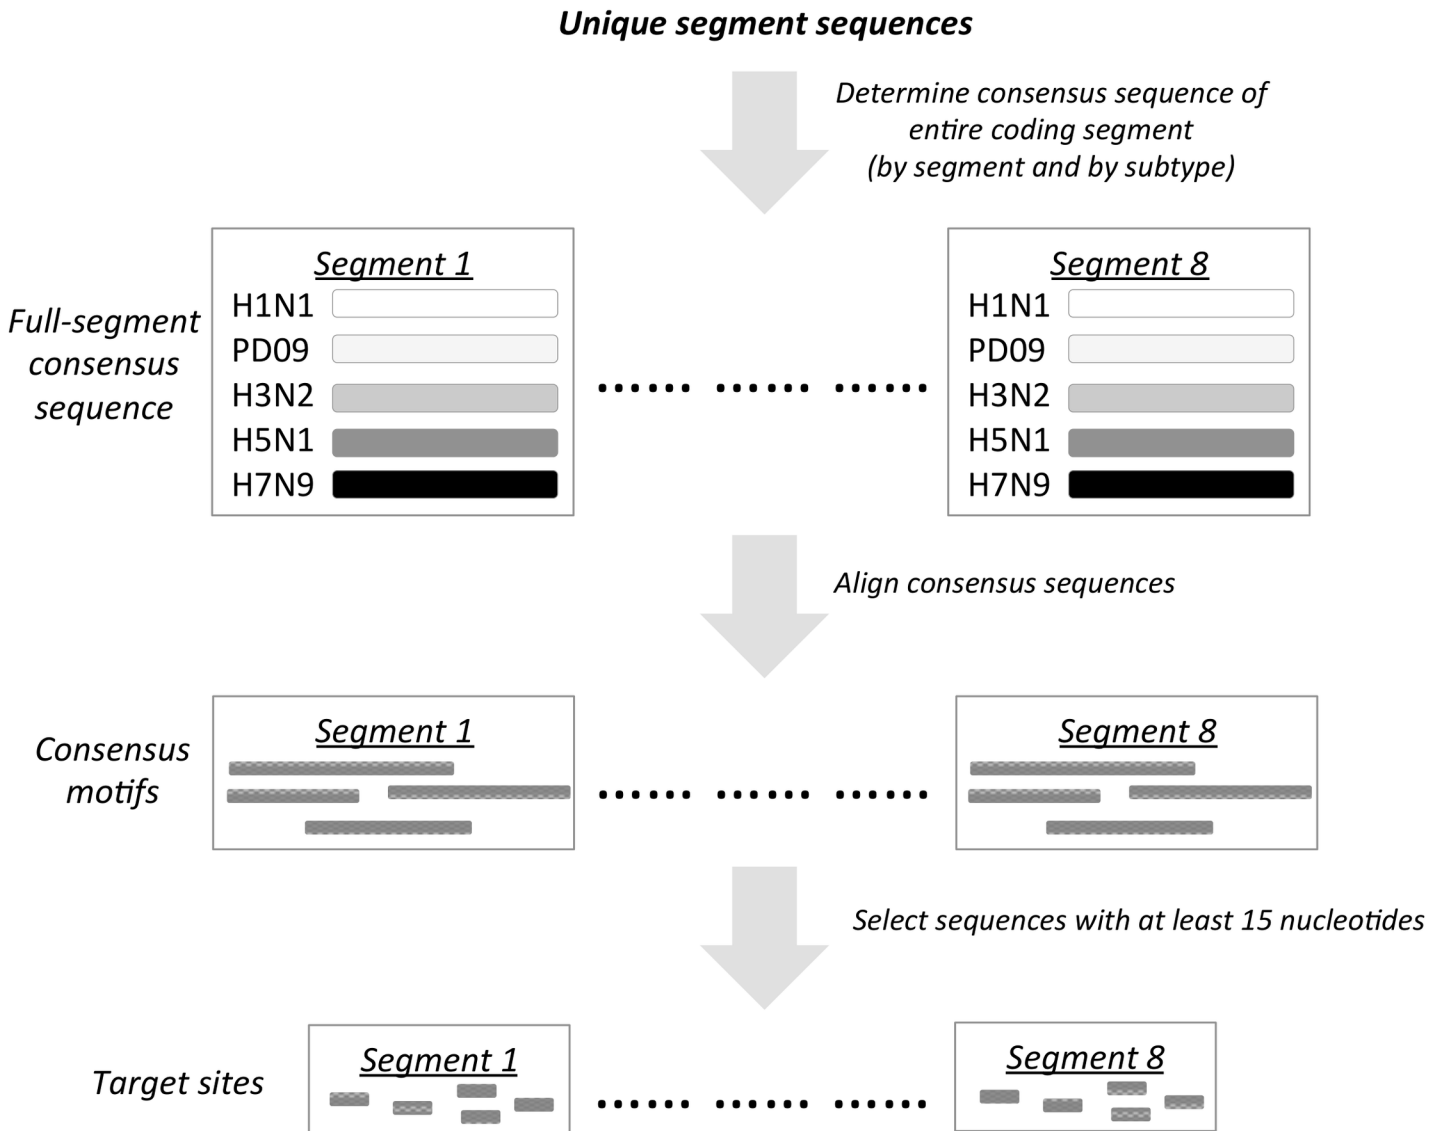 Unique segment sequences
Determine consensus sequence of
entire coding segment
(by segment and by subtype)
Full-segment
consensus
sequence
Segment 1
H1N1
PD09
H3N2
H5N1
H7N9
...... ...... ......
Segment 8
H1N1
PD09
H3N2
H5N1
H7N9
Align consensus sequences
Consensus
motifs
Segment 1
...... ...... ......
Segment 8
Select sequences with at least 15 nucleotides
Target sites
Segment 1
...... ...... ......
Segment 8